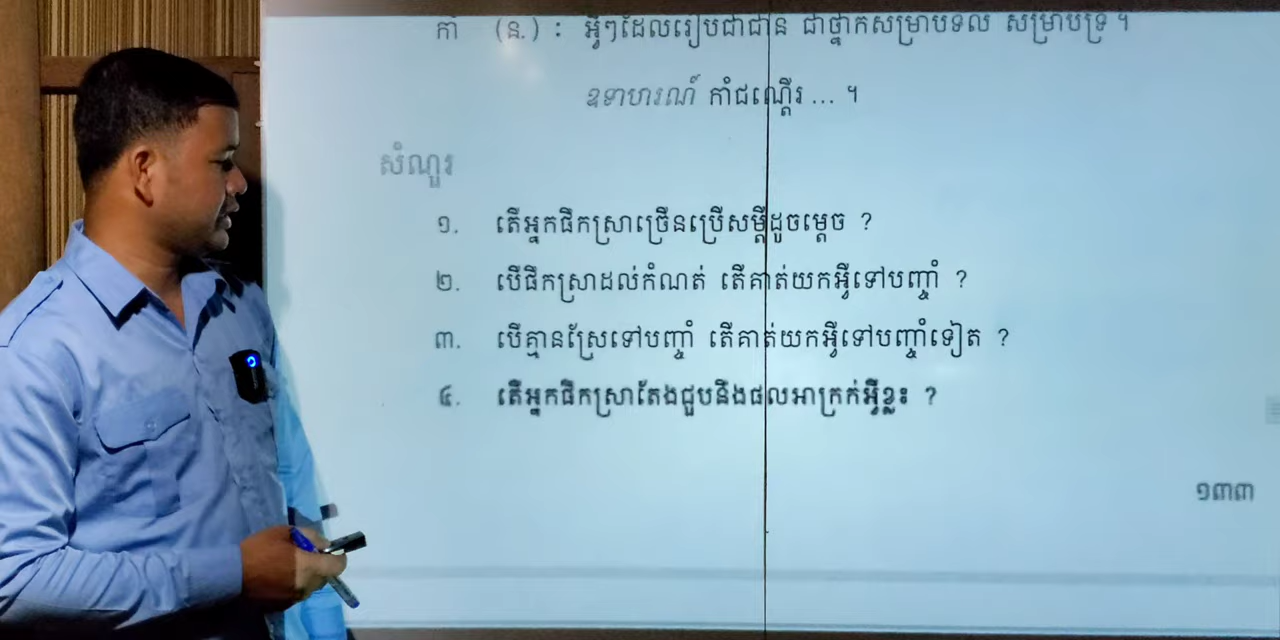 កាំ (ន.) : អ្វីៗដែលរៀបជាជាន ជាថ្នាក់សម្រាប់ទល់ សម្រាប់ទ្រ ។
ឧទាហរណ៍ កាំជណ្តើរ ... ។
សំណួរ
១. តើអ្នកផឹកស្រាច្រើនប្រើសម្តីដូចម្តេច ?
២. បើផឹកស្រាដល់កំណត់ តើគាត់យកអ្វីទៅបញ្ចាំ ?
៣. បើគ្មានស្រែទៅបញ្ចាំ តើគាត់យកអ្វីទៅបញ្ចាំទៀត ?
៤. តើអ្នកផឹកស្រាតែងជួបនឹងផលអាក្រក់អ្វីខ្លះ ?
១៣៣